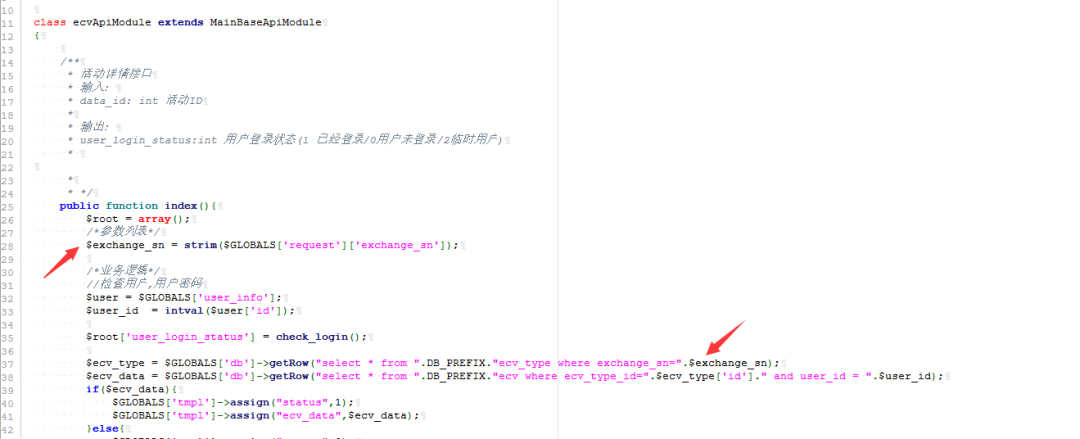 10
11 class ecvApiModule extends MainBaseApiModule
12 {
13
14 /**
15 * 活动详情接口
16 * 输入:
17 * data_id: int 活动ID
18 *
19 * 输出:
20 * user_login_status:int 用户登录状态(1 已经登录/0用户未登录/2临时用户)
21 *
22
23 *
24 * */
25 public function index(){
26 $root = array();
27 /*参数列表*/
28 $exchange_sn = strim($GLOBALS['request']['exchange_sn']);
29
30 /*业务逻辑*/
31 //检查用户,用户密码
32 $user = $GLOBALS['user_info'];
33 $user_id  = intval($user['id']);
34
35 $root['user_login_status'] = check_login();
36
37 $ecv_type = $GLOBALS['db']->getRow("select * from ".DB_PREFIX."ecv_type where exchange_sn=".$exchange_sn);
38 $ecv_data = $GLOBALS['db']->getRow("select * from ".DB_PREFIX."ecv where ecv_type_id=".$ecv_type['id']." and user_id = ".$user_id);
39 if($ecv_data){
40 $GLOBALS['tmpl']->assign("status",1);
41 $GLOBALS['tmpl']->assign("ecv_data",$ecv_data);
42 }else{